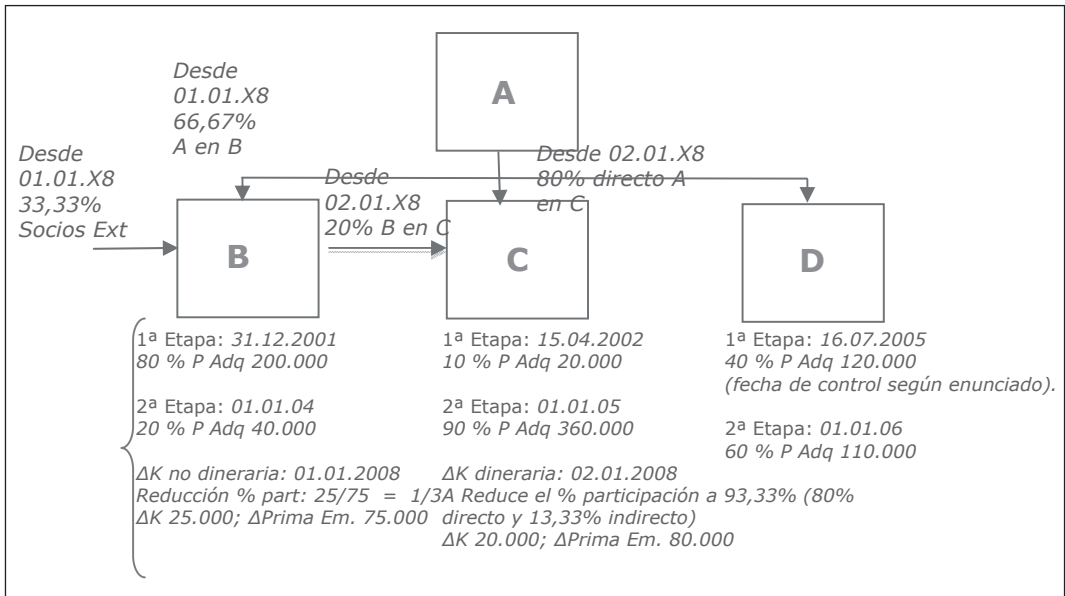 A
Desde
01.01.X8
66,67%
A en B
Desde
01.01.X8
33,33%
Socios Ext
Desde
02.01.X8
20% B en C
Desde 02.01.X8
80% directo A
en C
B
C
D
1ª Etapa: 31.12.2001
80 % P Adq 200.000
2ª Etapa: 01.01.04
20 % P Adq 40.000
ΔK no dineraria: 01.01.2008
Reducción % part: 25/75 = 1/3
ΔK 25.000; ΔPrima Em. 75.000
1ª Etapa: 15.04.2002
10 % P Adq 20.000
2ª Etapa: 01.01.05
90 % P Adq 360.000
ΔK dineraria: 02.01.2008
A Reduce el % participación a 93,33% (80%
directo y 13,33% indirecto)
ΔK 20.000; ΔPrima Em. 80.000
1ª Etapa: 16.07.2005
40 % P Adq 120.000
(fecha de control según enunciado).
2ª Etapa: 01.01.06
60 % P Adq 110.000